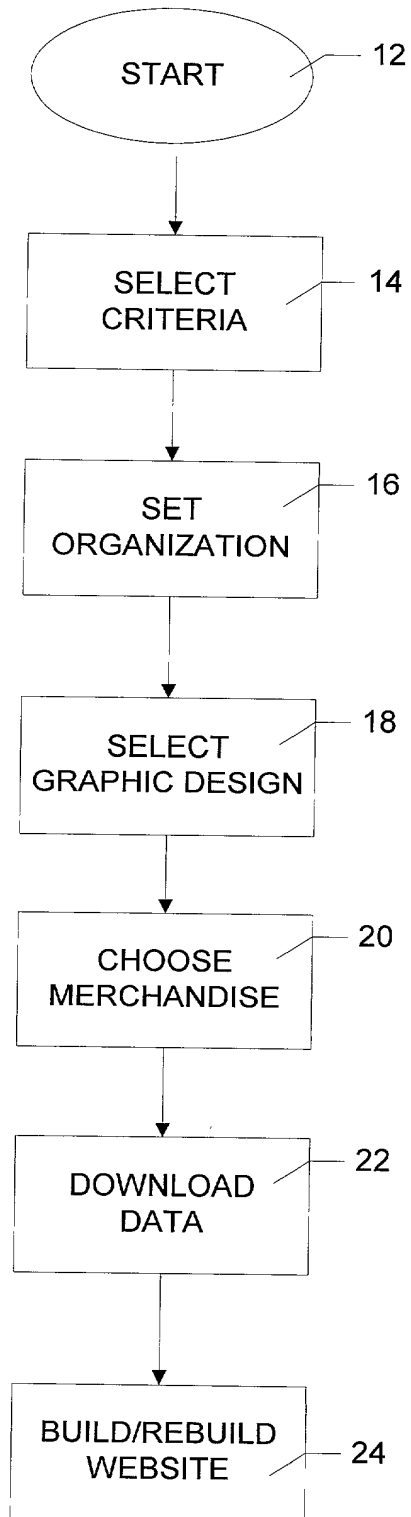 START
12
SELECT
CRITERIA
14
SET
ORGANIZATION
16
SELECT
GRAPHIC DESIGN
18
CHOOSE
MERCHANDISE
20
DOWNLOAD
DATA
22
BUILD/REBUILD
WEBSITE
24